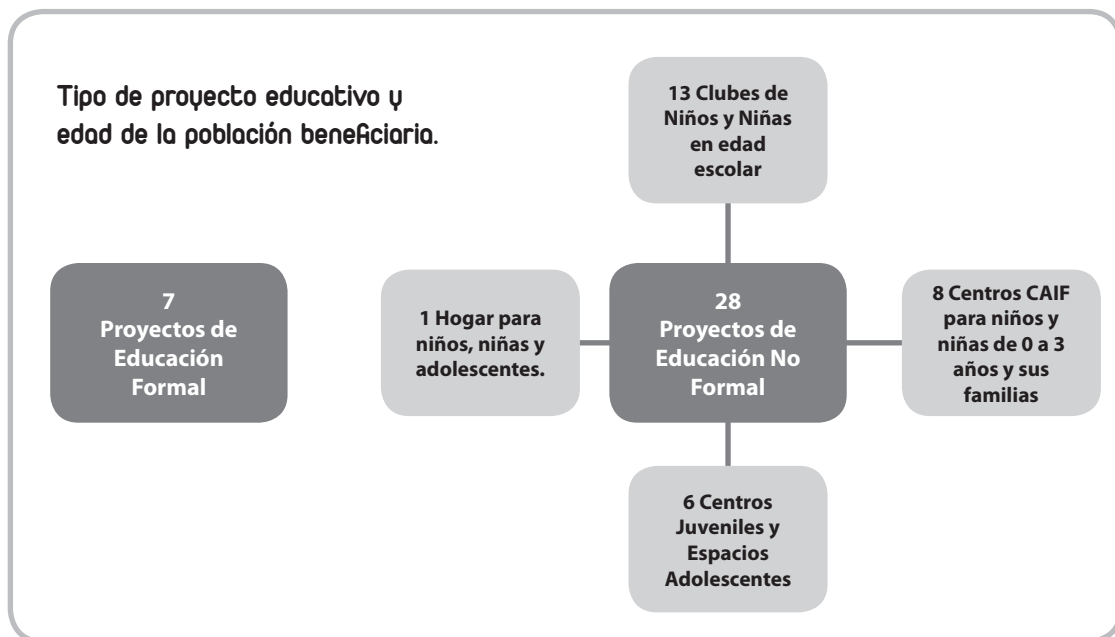 Tipo de proyecto educativo y
edad de la población beneficiaria.
13 Clubes de
Niños y Niñas
en edad
escolar
7
Proyectos de
Educación
Formal
1 Hogar para
niños, niñas y
adolescentes.
28
Proyectos de
Educación No
Formal
8 Centros CAIF
para niños y
niñas de 0 a 3
años y sus
familias
6 Centros
Juveniles y
Espacios
Adolescentes